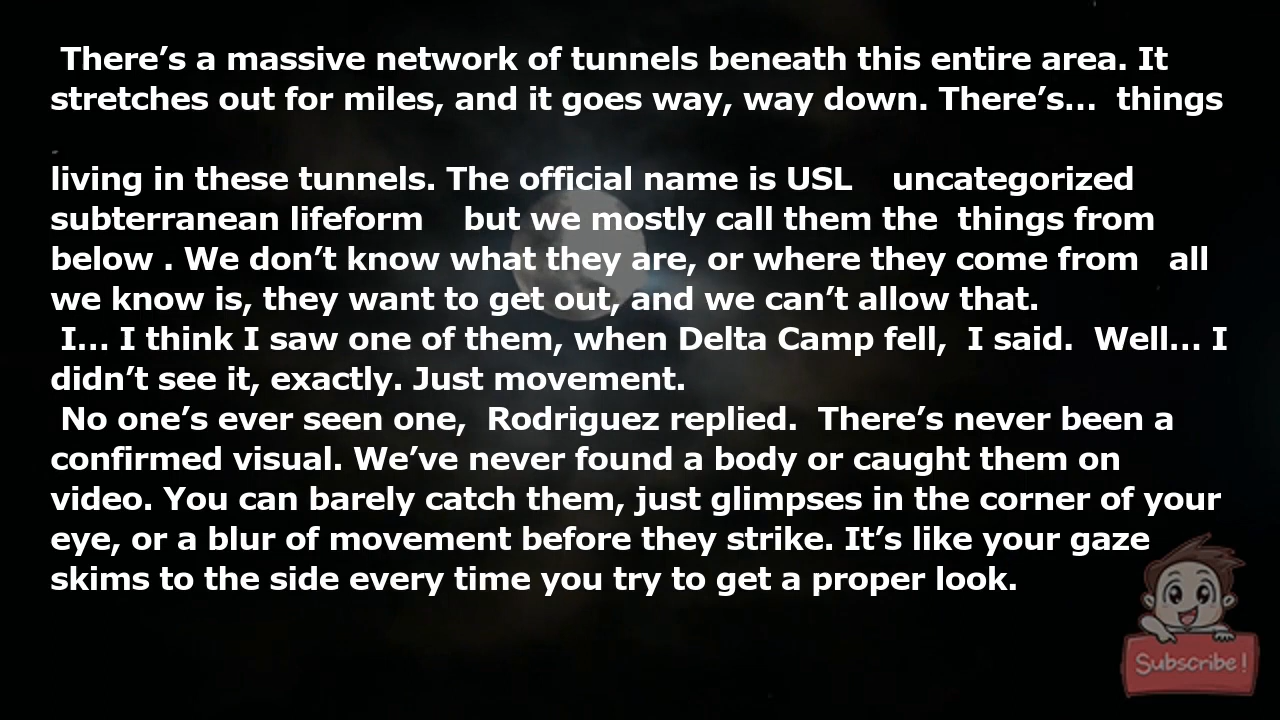 There’s a massive network of tunnels beneath this entire area. It
stretches out for miles, and it goes way, way down. There’s… things
living in these tunnels. The official name is USL uncategorized
subterranean lifeform but we mostly call them the things from
below . We don’t know what they are, or where they come from all
we know is, they want to get out, and we can’t allow that.
I… I think I saw one of them, when Delta Camp fell, I said. Well… I
didn’t see it, exactly. Just movement.
No one’s ever seen one, Rodriguez replied. There’s never been a
confirmed visual. We’ve never found a body or caught them on
video. You can barely catch them, just glimpses in the corner of your
eye, or a blur of movement before they strike. It’s like your gaze
skims to the side every time you try to get a proper look.
Subscribe!